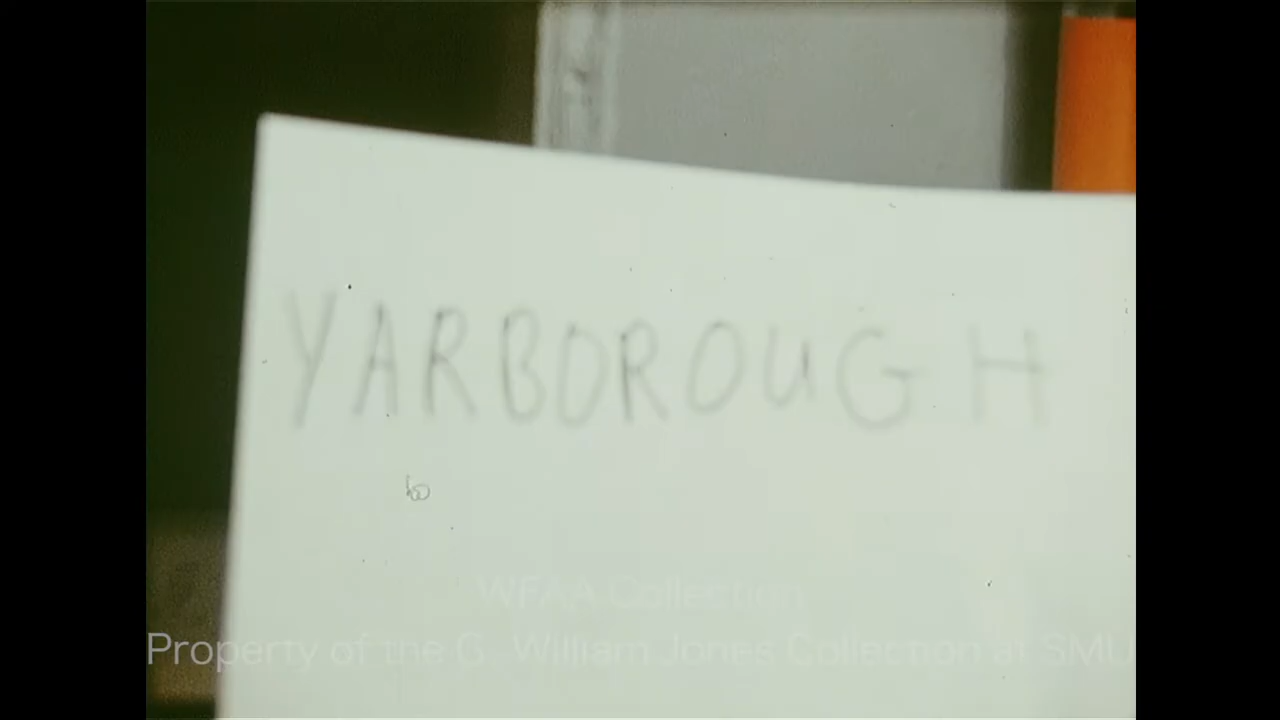 YARBOROUGH
WFAA Collection
Property of the G. William Jones Collection at SMU